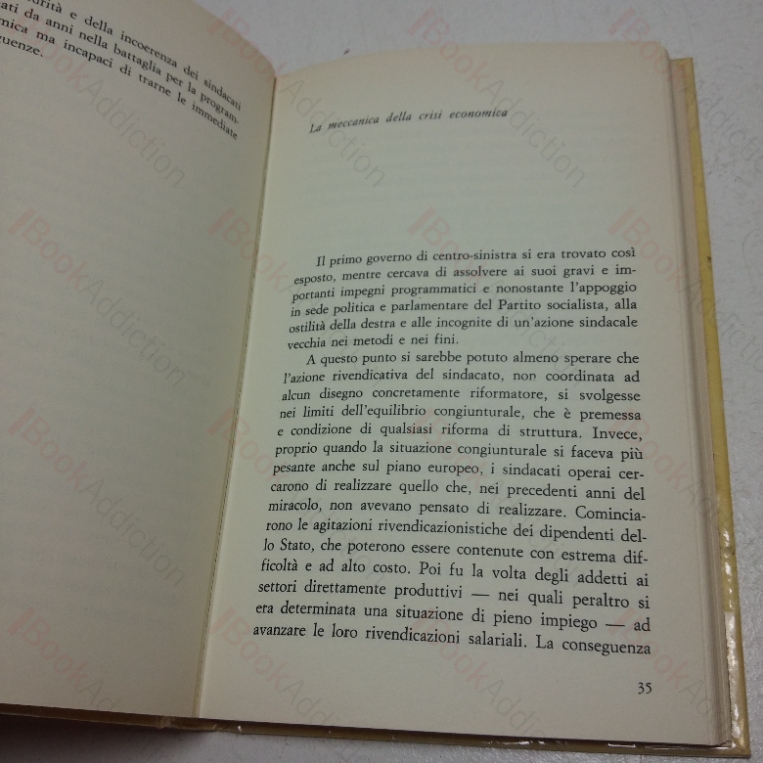 urità e della incoerenza dei sindacati
ati da anni nella battaglia per la program-
mica ma incapaci di trarne le immediate
guenze.
La meccanica della crisi economica
Il primo governo di centro-sinistra si era trovato così
esposto, mentre cercava di assolvere ai suoi gravi e im-
portanti impegni programmatici e nonostante l'appoggio
in sede politica e parlamentare del Partito socialista, alla
ostilità della destra e alle incognite di un'azione sindacale
vecchia nei metodi e nei fini.
A questo punto si sarebbe potuto almeno sperare che
l'azione rivendicativa del sindacato, non coordinata ad
alcun disegno concretamente riformatore, si svolgesse
nei limiti dell'equilibrio congiunturale, che è premessa
e condizione di qualsiasi riforma di struttura. Invece,
proprio quando la situazione congiunturale si faceva più
pesante anche sul piano europeo, i sindacati operai cer-
carono di realizzare quello che, nei precedenti anni del
miracolo, non avevano pensato di realizzare. Comincia-
rono le agitazioni rivendicazionistiche dei dipendenti del-
lo Stato, che poterono essere contenute con estrema dif-
ficoltà e ad alto costo. Poi fu la volta degli addetti ai
settori direttamente produttivi — nei quali peraltro si
era determinata una situazione di pieno impiego — ad
avanzare le loro rivendicazioni salariali. La conseguenza
35
BookAddiction